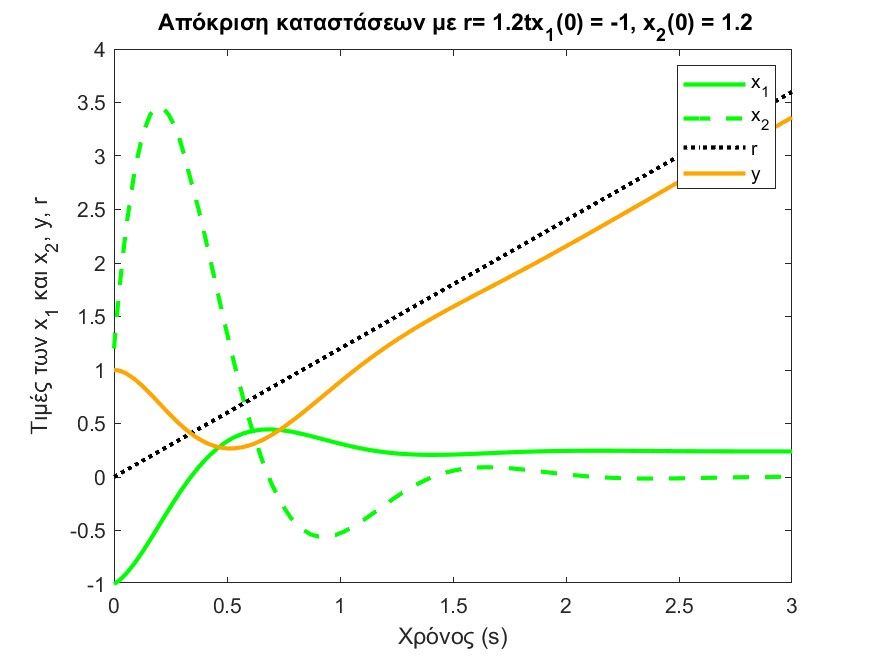 Απόκριση καταστάσεων με r= 1.2tx₁(0) = -1, x₂(0) = 1.2
4
3.5
3
2.5
2
1.5
1
0.5
0
-0.5
-1
Τιμές των x₁ και x₂, y, r
x₁
x₂
r
y
0 0.5 1 1.5 2 2.5 3
Χρόνος (s)